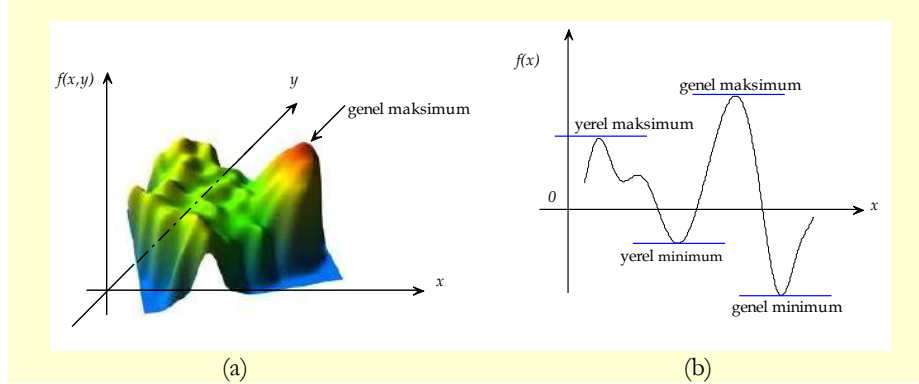 f(x,y)
y
genel maksimum
x
(a)
f(x)
genel maksimum
yerel maksimum
0
x
yerel minimum
genel minimum
(b)